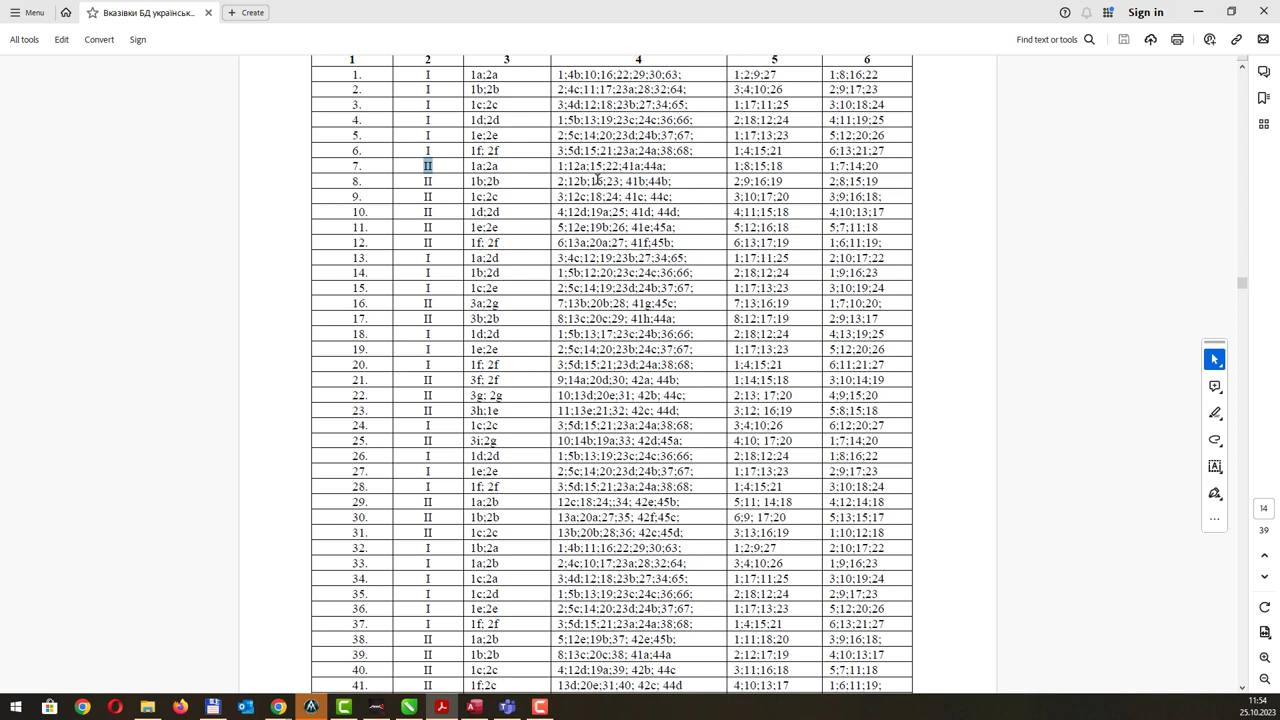 Menu
Вказівки БД українськ...
Create
Sign in
All tools
Edit
Convert
Sign
Find text or tools
1 2 3 4 5 6
1. I 1a;2a 1;4b;10;16;22;29;30;63; 1;2;9;27 1;8;16;22
2. I 1b;2b 2;4c;11;17;23a;28;32;64; 3;4;10;26 2;9;17;23
3. I 1c;2c 3;4d;12;18;23b;27;34;65; 1;17;11;25 3;10;18;24
4. I 1d;2d 1;5b;13;19;23c;24c;36;66 2;18;12;24 4;11;19;25
5. I 1e;2e 2;5c;14;20;23d;24b;37;67; 1;17;13;23 5;12;20;26
6. I 1f; 2f 3;5d;15;21;23a;24a;38;68; 1;4;15;21 6;13;21;27
7. II 1a;2a 1;12a;15;22;41a;44a; 1;8;15;18 1;7;14;20
8. II 1b;2b 2;12b;16;23; 41b;44b; 2;9;16;19 2;8;15;19
9. II 1c;2c 3;12c;18;24; 41c; 44c; 3;10;17;20 3;9;16;18;
10. II 1d;2d 4;12d;19a;25; 41d; 44d; 4;11;15;18 4;10;13;17
11. II 1e;2e 5;12e;19b;26; 41e;45a; 5;12;16;18 5;7;11;18
12. II 1f; 2f 6;13a;20a;27; 41f;45b; 6;13;17;19 1;6;11;19;
13. I 1a;2d 3;4c;12;19;23b;27;34;65; 1;17;11;25 2;10;17;22
14. I 1b;2d 1;5b;12;20;23c;24c;36;66 2;18;12;24 1;9;16;23
15. I 1c;2e 2;5c;14;19;23d;24b;37;67; 1;17;13;23 3;10;19;24
16. II 3a;2g 7;13b;20b;28; 41g;45c; 7;13;16;19 1;7;10;20;
17. II 3b;2b 8;13c;20c;29; 41h;44a; 8;12;17;19 2;9;13;17
18. I 1d;2d 1;5b;13;17;23c;24b;36;66 2;18;12;24 4;13;19;25
19. I 1e;2e 2;5c;14;20;23b;24c;37;67; 1;17;13;23 5;12;20;26
20. I 1f; 2f 3;5d;15;21;23d;24a;38;68; 1;4;15;21 6;11;21;27
21. II 3f; 2f 9;14a;20d;30; 42a; 44b; 1;14;15;18 3;10;14;19
22. II 3g; 2g 10;13d;20e;31; 42b; 44c; 2;13; 17;20 4;9;15;20
23. II 3h;1e 11;13e;21;32; 42c; 44d; 3;12; 16;19 5;8;15;18
24. I 1c;2c 3;5d;15;21;23a;24a;38;68; 3;4;10;26 6;12;20;27
25. II 3i;2g 10;14b;19a;33; 42d;45a; 4;10; 17;20 1;7;14;20
26. I 1d;2d 1;5b;13;19;23c;24c;36;66 2;18;12;24 1;8;16;22
27. I 1e;2e 2;5c;14;20;23d;24b;37;67; 1;17;13;23 2;9;17;23
28. I 1f; 2f 3;5d;15;21;23a;24a;38;68; 1;4;15;21 3;10;18;24
29. II 1a;2b 12c;18;24;;34; 42e;45b; 5;11; 14;18 4;12;14;18
30. II 1b;2b 13a;20a;27;35; 42f;45c; 6;9; 17;20 5;13;15;17
31. II 1c;2c 13b;20b;28;36; 42c;45d; 3;13;16;19 1;10;12;18
32. I 1b;2a 1;4b;11;16;22;29;30;63; 1;2;9;27 2;10;17;22
33. I 1a;2b 2;4c;10;17;23a;28;32;64; 3;4;10;26 1;9;16;23
34. I 1c;2a 3;4d;12;18;23b;27;34;65; 1;17;11;25 3;10;19;24
35. I 1c;2d 1;5b;13;19;23c;24c;36;66 2;18;12;24 2;9;17;23
36. I 1e;2e 2;5c;14;20;23d;24b;37;67; 1;17;13;23 5;12;20;26
37. I 1f; 2f 3;5d;15;21;23a;24a;38;68; 1;4;15;21 6;13;21;27
38. II 1a;2b 5;12e;19b;37; 42e;45b; 1;11;18;20 3;9;16;18;
39. II 1b;2b 8;13c;20c;38; 41a;44a 2;12;17;19 4;10;13;17
40. II 1c;2c 4;12d;19a;39; 42b; 44c 3;11;16;18 5;7;11;18
41. II 1f;2c 13d;20e;31;40; 42c; 44d 4;10;13;17 1;6;11;19;
14
39
11:54
25.10.2023